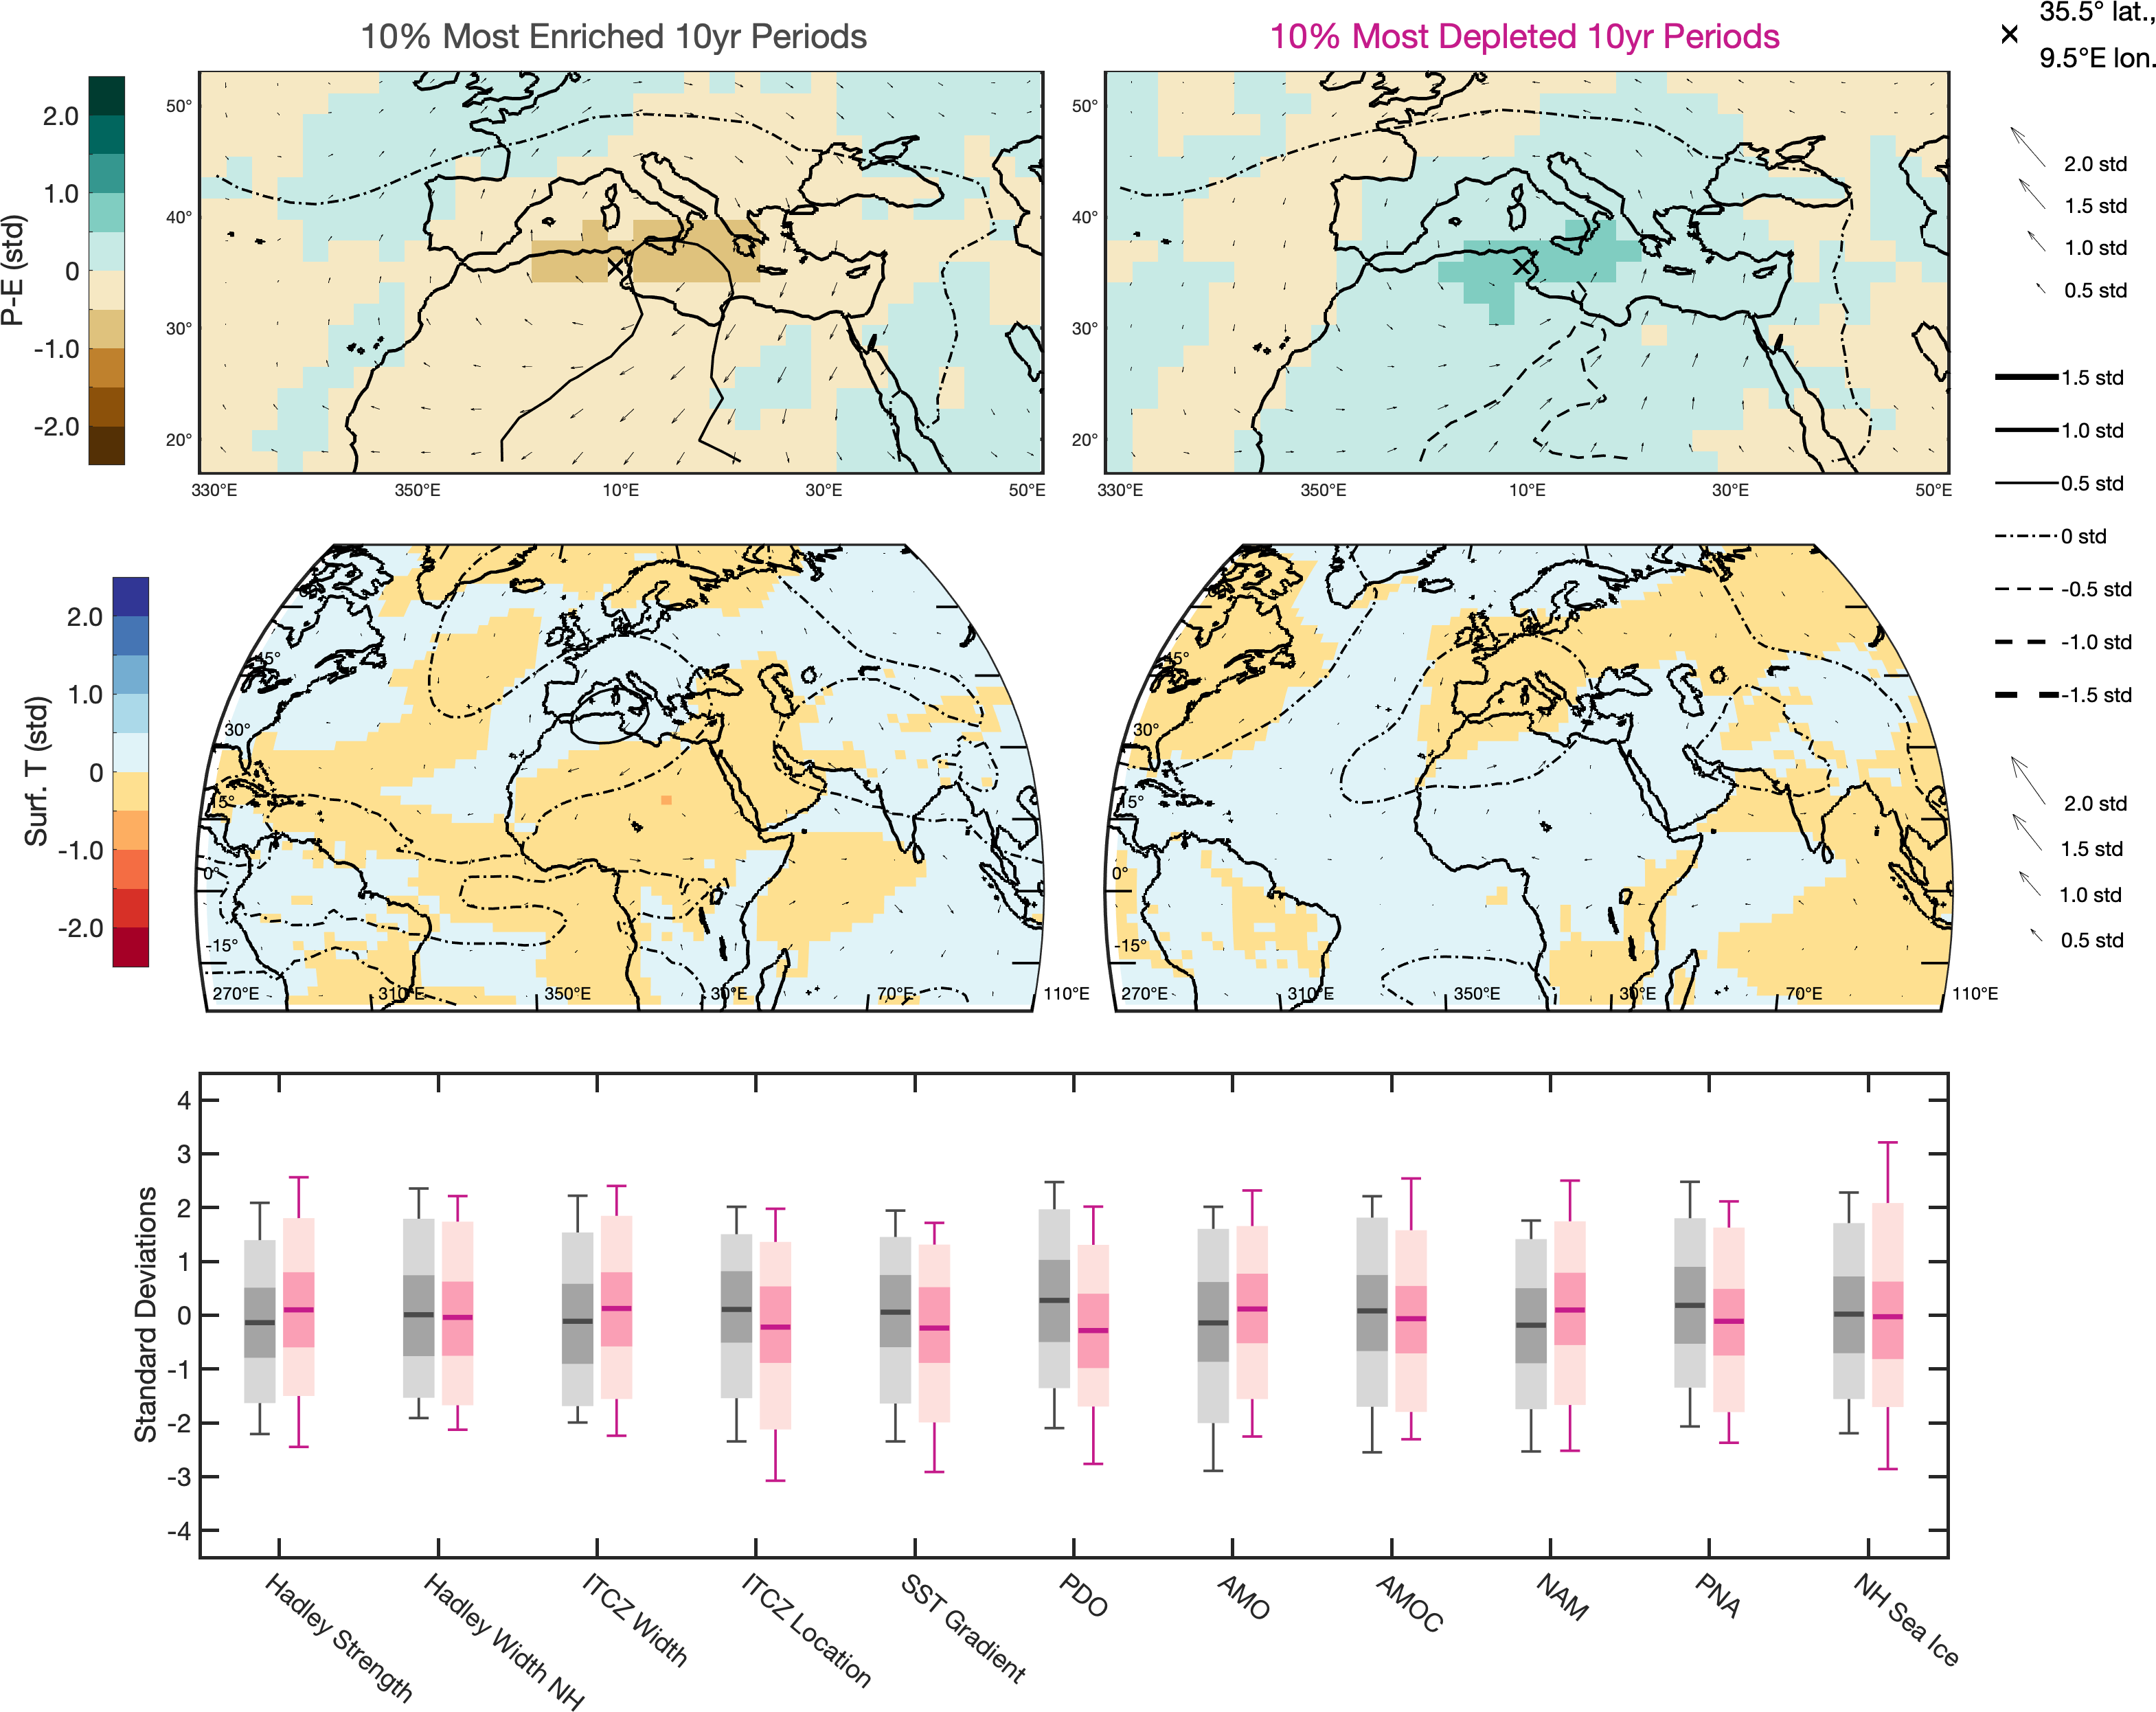 10% Most Enriched 10yr Periods
10% Most Depleted 10yr Periods
35.5° lat.,
9.5°E lon.
P-E (std)
2.0
1.0
0
-1.0
-2.0
50°
40°
30°
20°
330°E
350°E
10°E
30°E
50°E
50°
40°
30°
20°
330°E
350°E
10°E
30°E
50°E
2.0 std
1.5 std
1.0 std
0.5 std
1.5 std
1.0 std
0.5 std
0 std
-0.5 std
-1.0 std
-1.5 std
Surf. T (std)
2.0
1.0
0
-1.0
-2.0
45°
30°
15°
0°
-15°
270°E
310°E
350°E
30°E
70°E
110°E
45°
30°
15°
0°
-15°
270°E
310°E
350°E
30°E
70°E
110°E
2.0 std
1.5 std
1.0 std
0.5 std
Standard Deviations
4
3
2
1
0
-1
-2
-3
-4
Hadley Strength
Hadley Width NH
ITCZ Width
ITCZ Location
SST Gradient
PDO
AMO
AMOC
NAM
PNA
NH Sea Ice